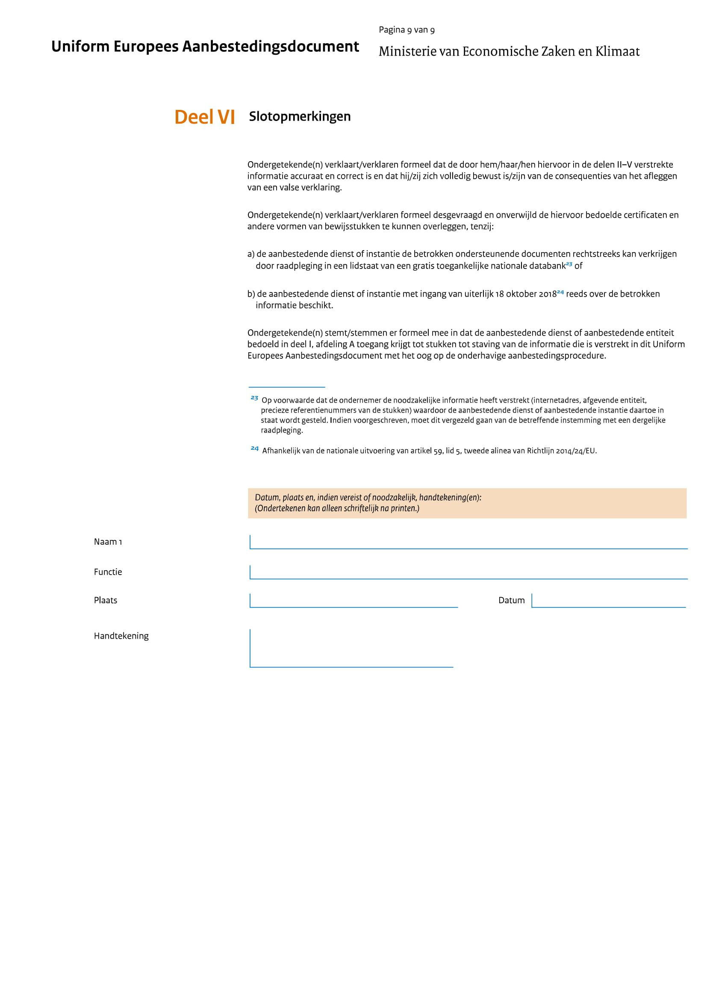 Pagina 9 van 9
Uniform Europees Aanbestedingsdocument
Ministerie van Economische Zaken en Klimaat
Deel VI Slotopmerkingen
Ondergetekende(n) verklaart/verklaren formeel dat de door hem/haar/hen hiervoor in de delen II–V verstrekte
informatie accuraat en correct is en dat hij/zij zich volledig bewust is/zijn van de consequenties van het afleggen
van een valse verklaring.
Ondergetekende(n) verklaart/verklaren formeel desgevraagd en onverwijld de hiervoor bedoelde certificaten en
andere vormen van bewijsstukken te kunnen overleggen, tenzij:
a) de aanbestedende dienst of instantie de betrokken ondersteunende documenten rechtstreeks kan verkrijgen
door raadpleging in een lidstaat van een gratis toegankelijke nationale databank²³ of
b) de aanbestedende dienst of instantie met ingang van uiterlijk 18 oktober 2018²⁴ reeds over de betrokken
informatie beschikt.
Ondergetekende(n) stemt/stemmen er formeel mee in dat de aanbestedende dienst of aanbestedende entiteit
bedoeld in deel I, afdeling A toegang krijgt tot stukken tot staving van de informatie die is verstrekt in dit Uniform
Europees Aanbestedingsdocument met het oog op de onderhavige aanbestedingsprocedure.
²³ Op voorwaarde dat de ondernemer de noodzakelijke informatie heeft verstrekt (internetadres, afgevende entiteit,
precieze referentienummers van de stukken) waardoor de aanbestedende dienst of aanbestedende instantie daartoe in
staat wordt gesteld. Indien voorgeschreven, moet dit vergezeld gaan van de betreffende instemming met een dergelijke
raadpleging.
²⁴ Afhankelijk van de nationale uitvoering van artikel 59, lid 5, tweede alinea van Richtlijn 2014/24/EU.
Datum, plaats en, indien vereist of noodzakelijk, handtekening(en):
(Ondertekenen kan alleen schriftelijk na printen.)
Naam 1
Functie
Plaats Datum
Handtekening